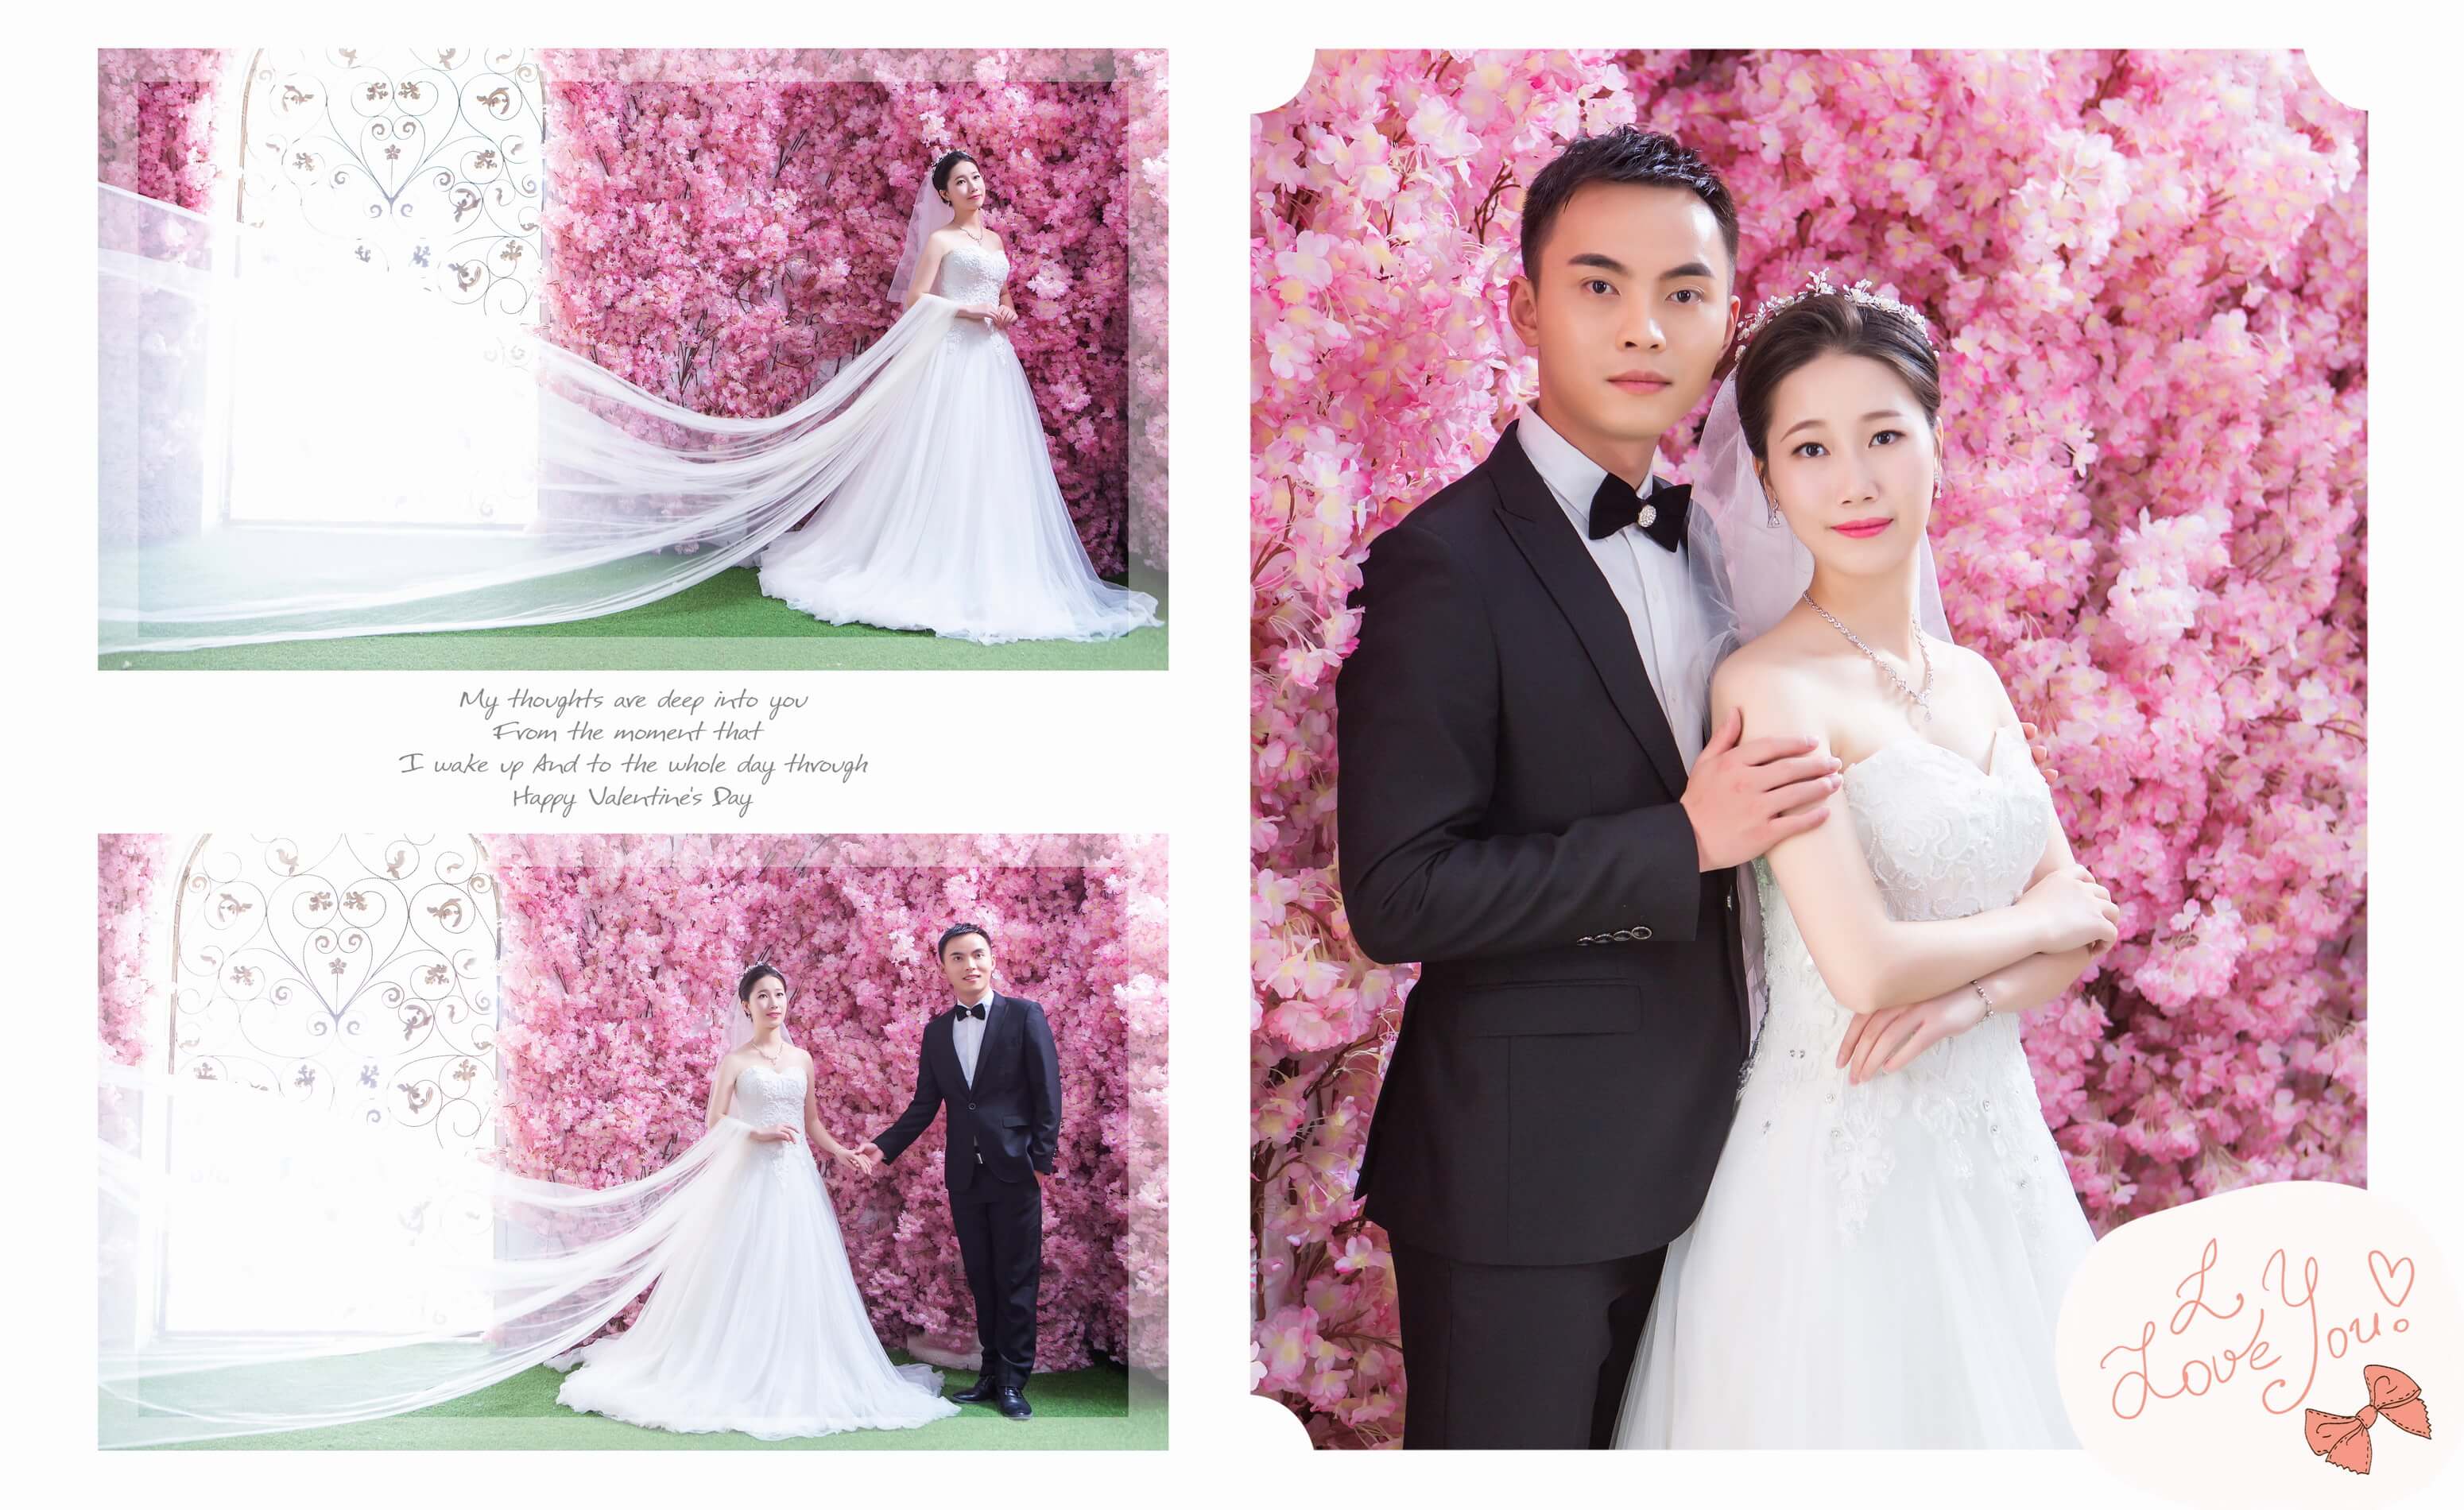 My thoughts are deep into you
From the moment that
I wake up And to the whole day through
Happy Valentine's Day
I
Love You!